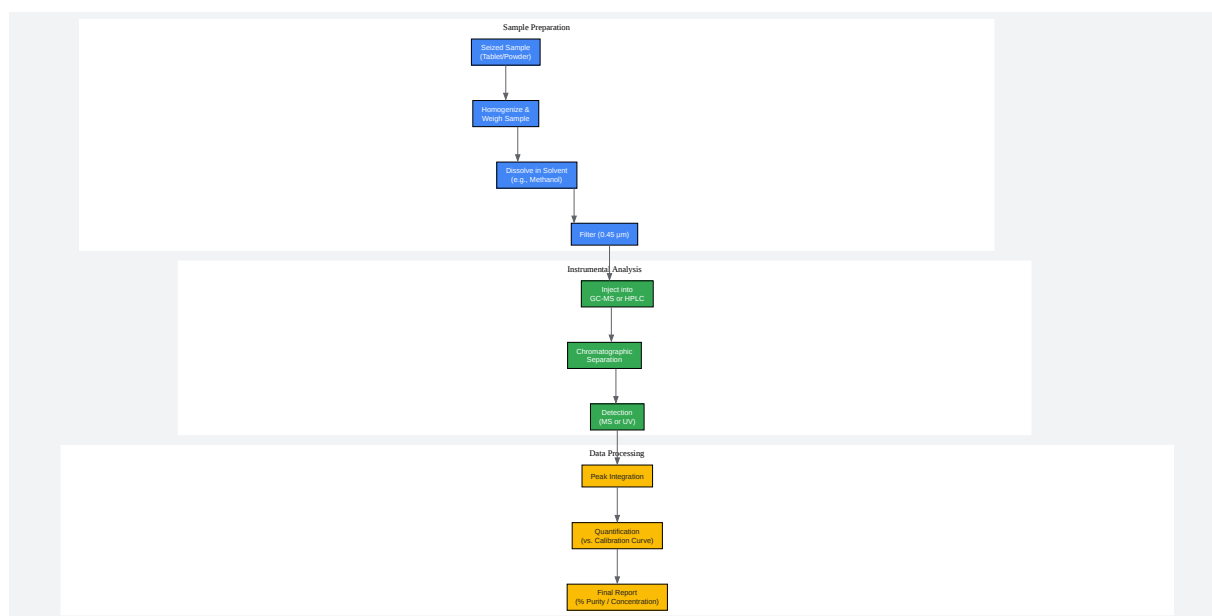 Sample Preparation
Seized Sample
(Tablet/Powder)
Homogenize &
Weigh Sample
Dissolve in Solvent
(e.g., Methanol)
Filter (0.45 µm)
Instrumental Analysis
Inject into
GC-MS or HPLC
Chromatographic
Separation
Detection
(MS or UV)
Data Processing
Peak Integration
Quantification
(vs. Calibration Curve)
Final Report
(% Purity / Concentration)